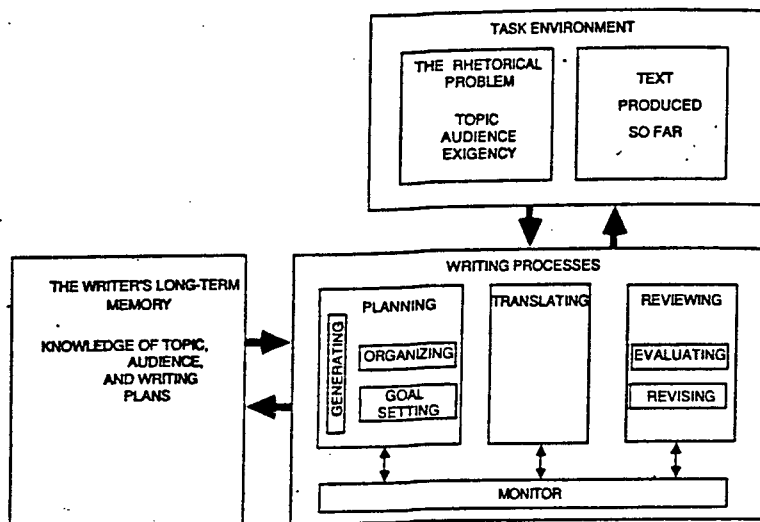 TASK ENVIRONMENT
THE RHETORICAL
PROBLEM
TOPIC
AUDIENCE
EXIGENCY
TEXT
PRODUCED
SO FAR
THE WRITER'S LONG-TERM
MEMORY
KNOWLEDGE OF TOPIC,
AUDIENCE,
AND WRITING
PLANS
WRITING PROCESSES
PLANNING
GENERATING
ORGANIZING
GOAL
SETTING
TRANSLATING
REVIEWING
EVALUATING
REVISING
MONITOR